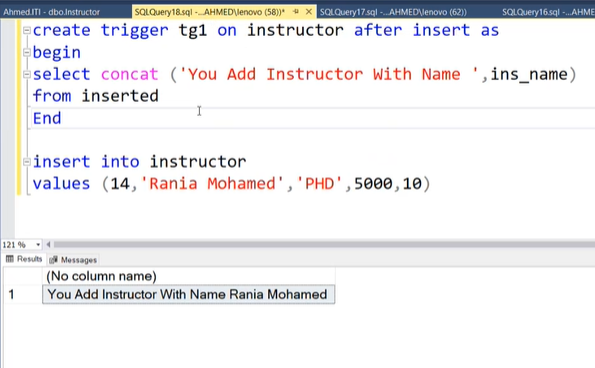 Ahmed.ITI - dbo.Instructor SQLQuery18.sql -...AHMED\lenovo (58))* SQLQuery17.sql -...AHMED\lenovo (62)) SQLQuery16.sql -...AHME
create trigger tg1 on instructor after insert as
begin
select concat ('You Add Instructor With Name ',ins_name)
from inserted
End
insert into instructor
values (14,'Rania Mohamed','PHD',5000,10)
121 %
Results Messages
(No column name)
1 You Add Instructor With Name Rania Mohamed